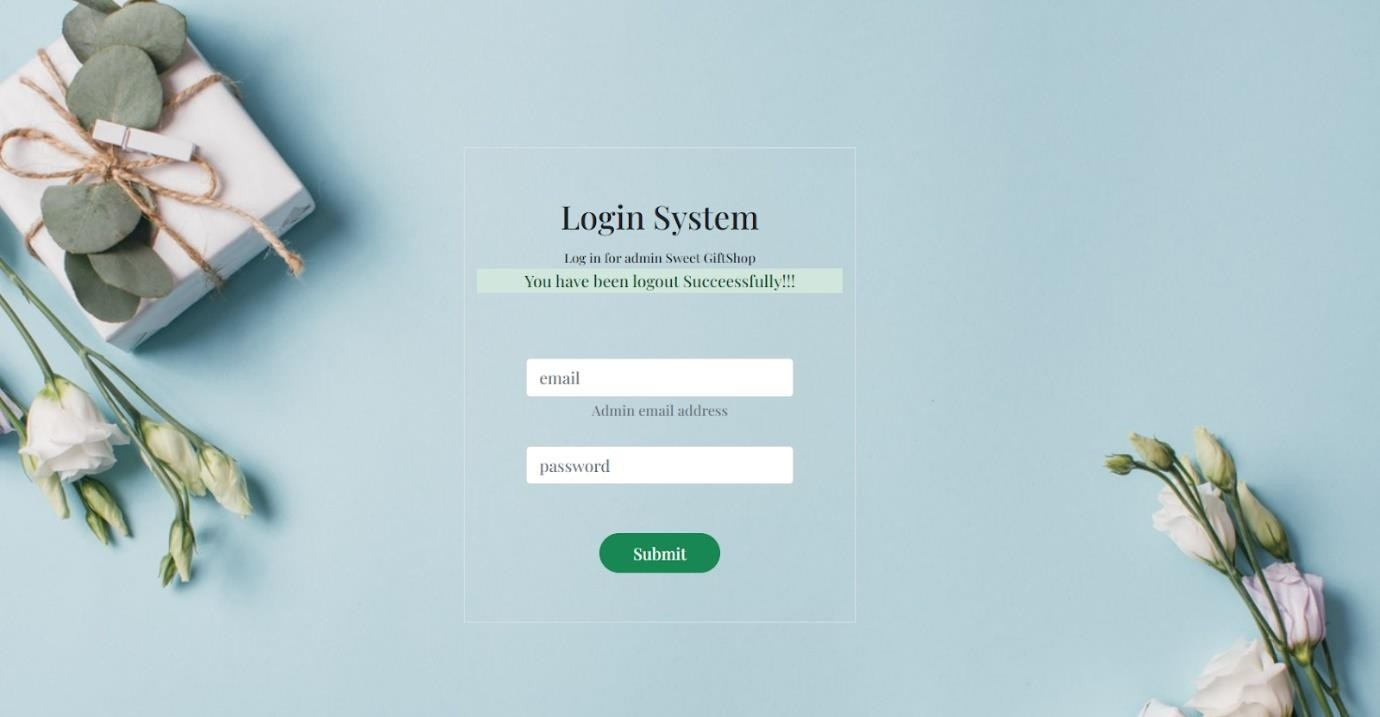 Login System
Log in for admin Sweet GiftShop
You have been logout Succeessfully!!!
email
Admin email address
password
Submit